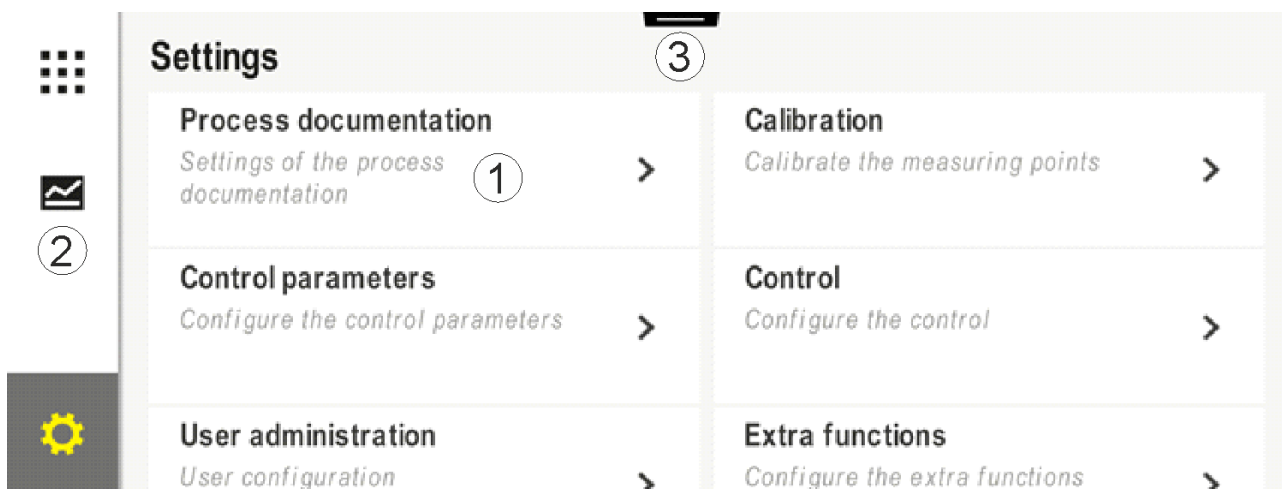 Settings
3
Process documentation
Settings of the process
documentation
1
Calibration
Calibrate the measuring points
2
Control parameters
Configure the control parameters
Control
Configure the control
User administration
User configuration
Extra functions
Configure the extra functions